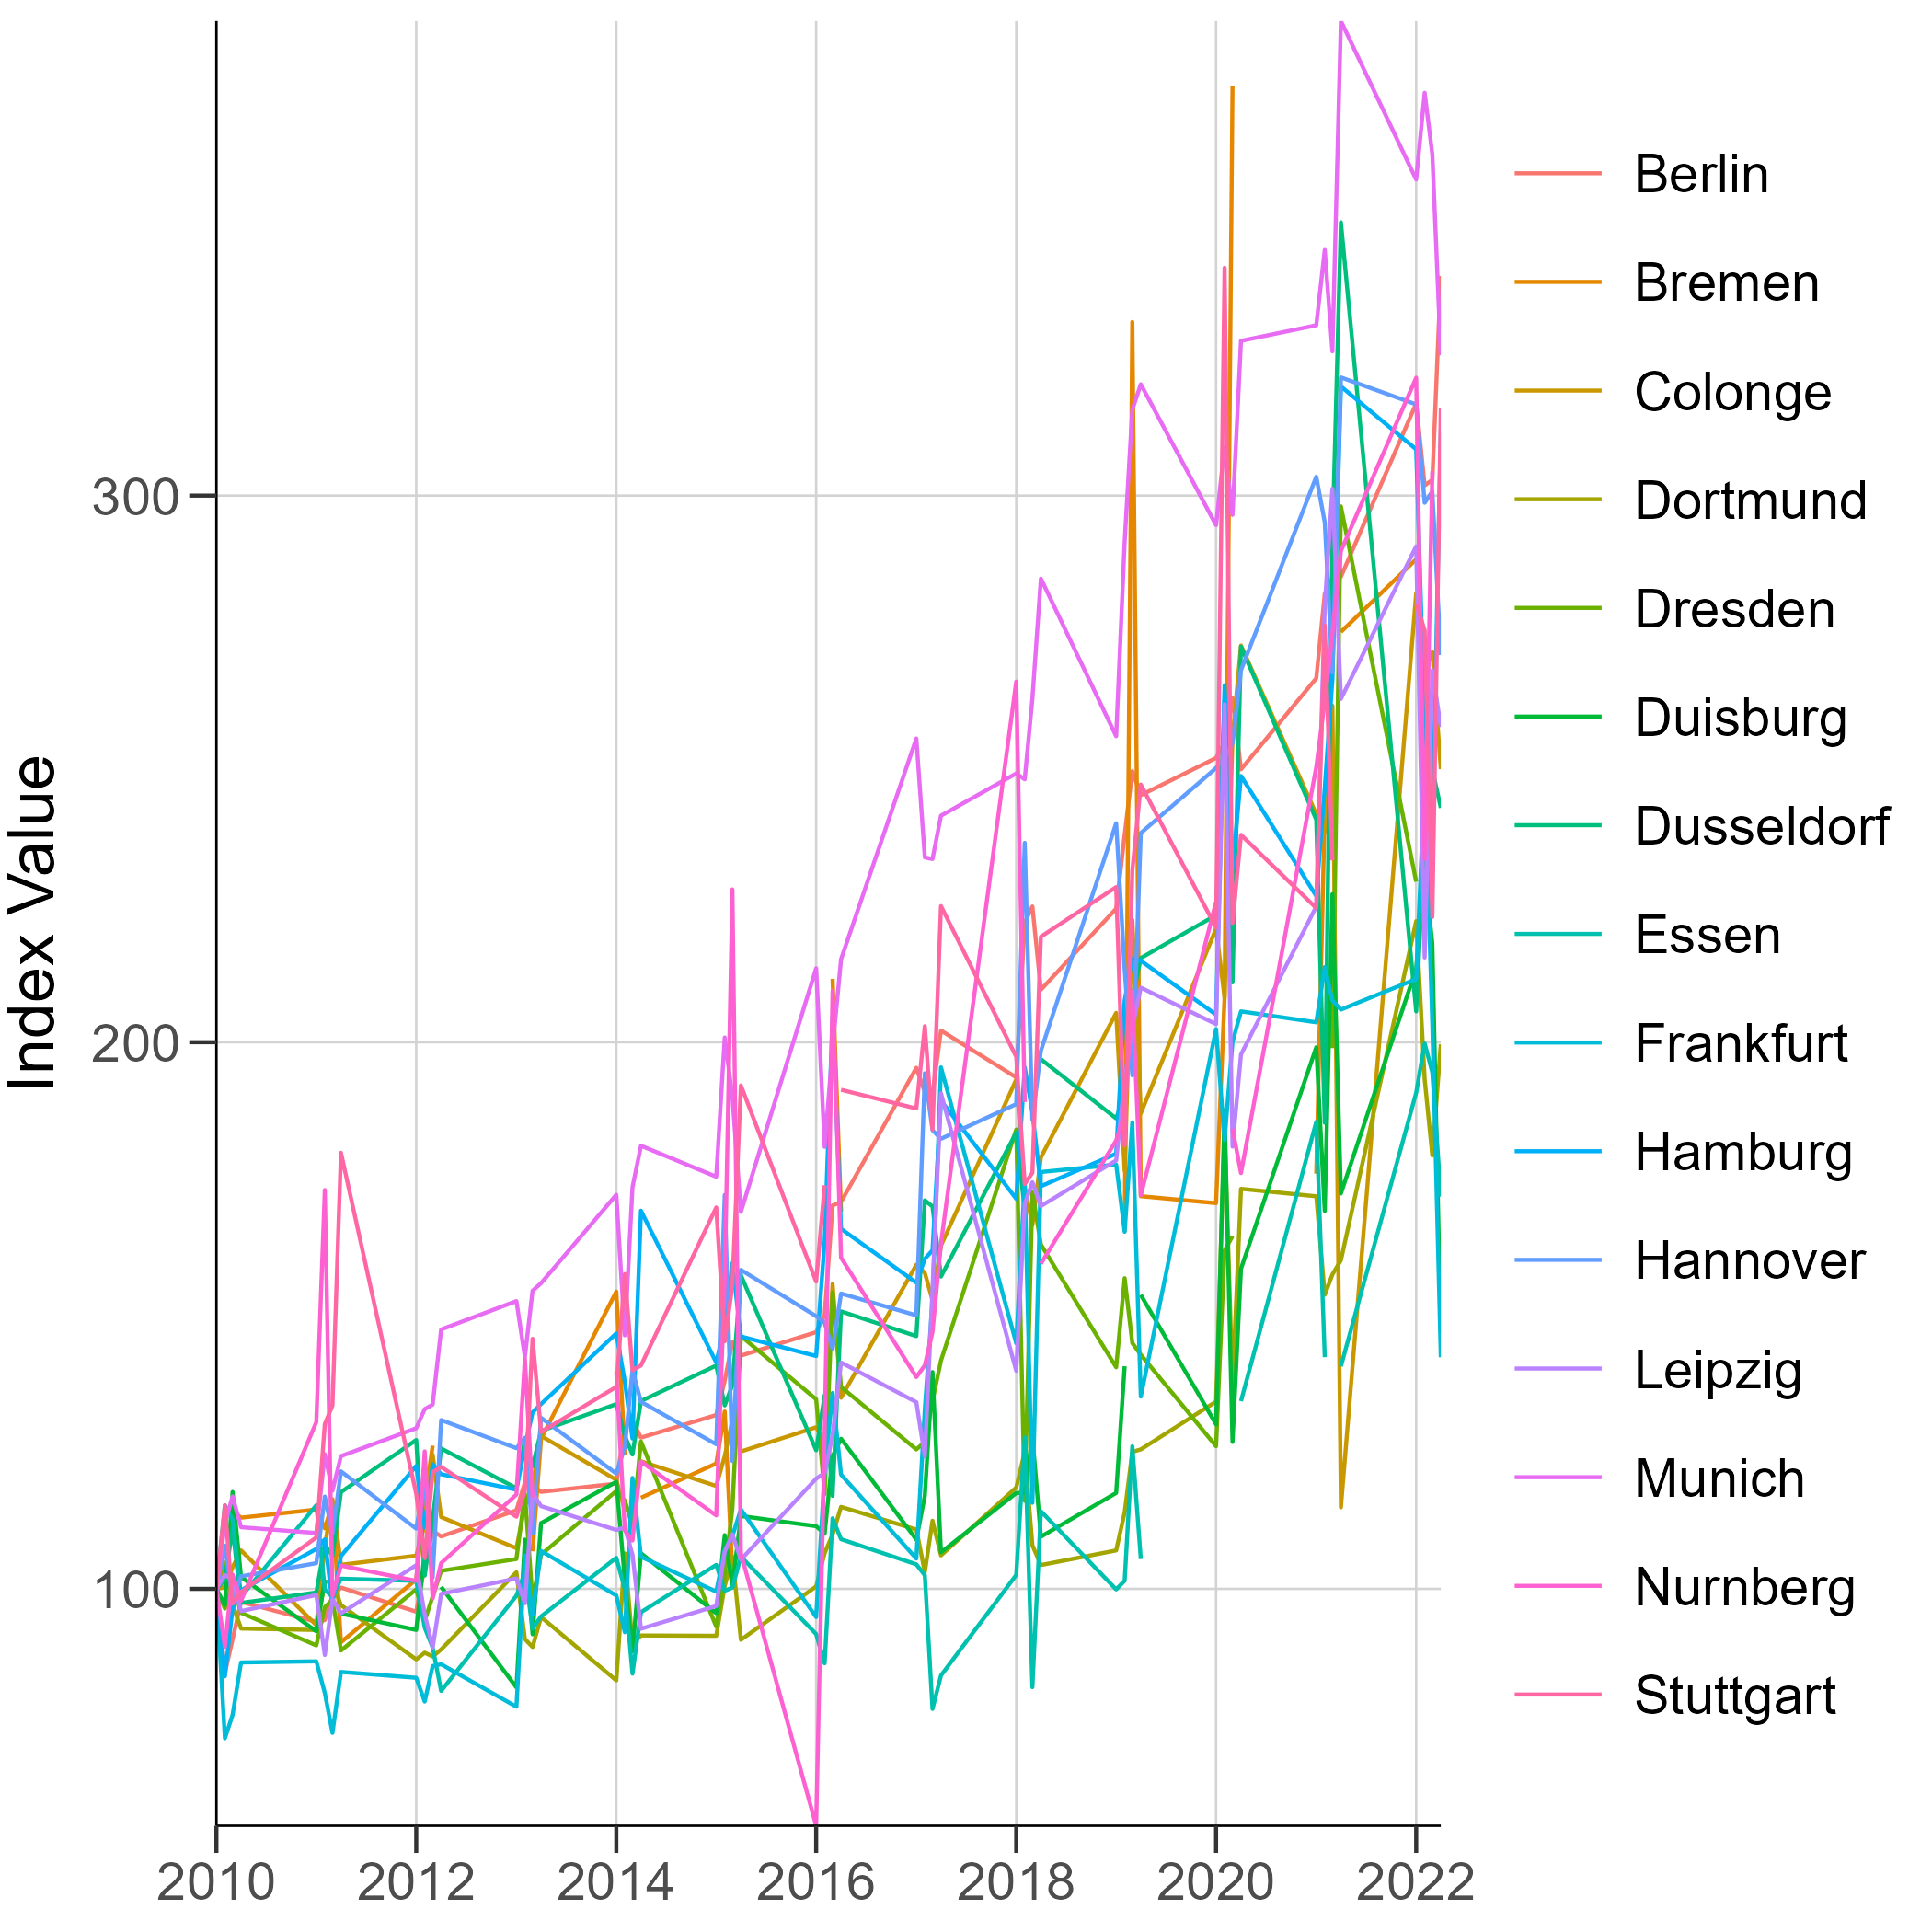 Index Value
300
200
100
2010 2012 2014 2016 2018 2020 2022
Berlin
Bremen
Colonge
Dortmund
Dresden
Duisburg
Dusseldorf
Essen
Frankfurt
Hamburg
Hannover
Leipzig
Munich
Nurnberg
Stuttgart